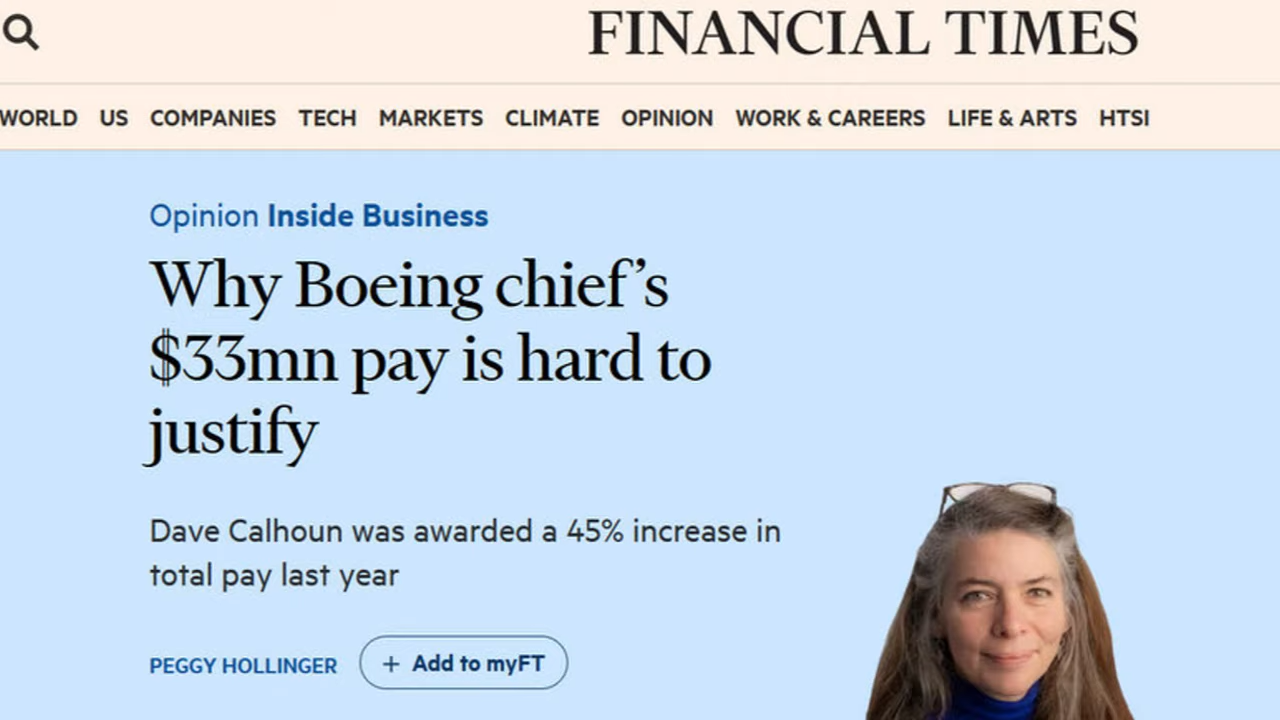 FINANCIAL TIMES
WORLD US COMPANIES TECH MARKETS CLIMATE OPINION WORK & CAREERS LIFE & ARTS HTSI
Opinion Inside Business
Why Boeing chief’s
$33mn pay is hard to
justify
Dave Calhoun was awarded a 45% increase in
total pay last year
PEGGY HOLLINGER + Add to myFT